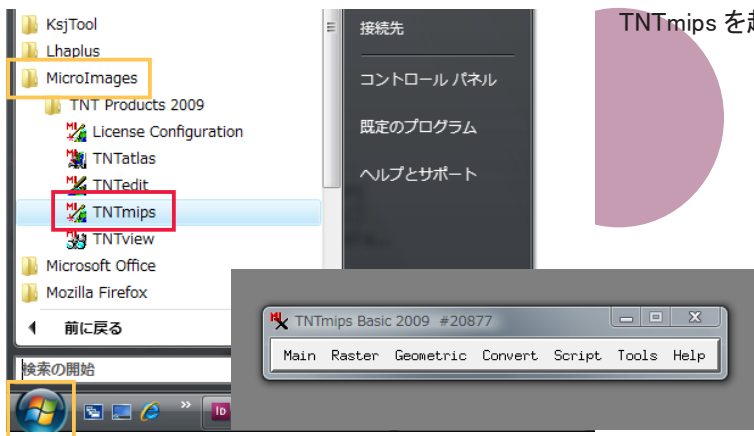 KsjTool
Lhaplus
MicroImages
TNT Products 2009
License Configuration
TNTatlas
TNTedit
TNTmips
TNTview
Microsoft Office
Mozilla Firefox
前に戻る
検索の開始
接続先
コントロール パネル
既定のプログラム
ヘルプとサポート
TNTmips を起
TNTmips Basic 2009 #20877
Main Raster Geometric Convert Script Tools Help
ID